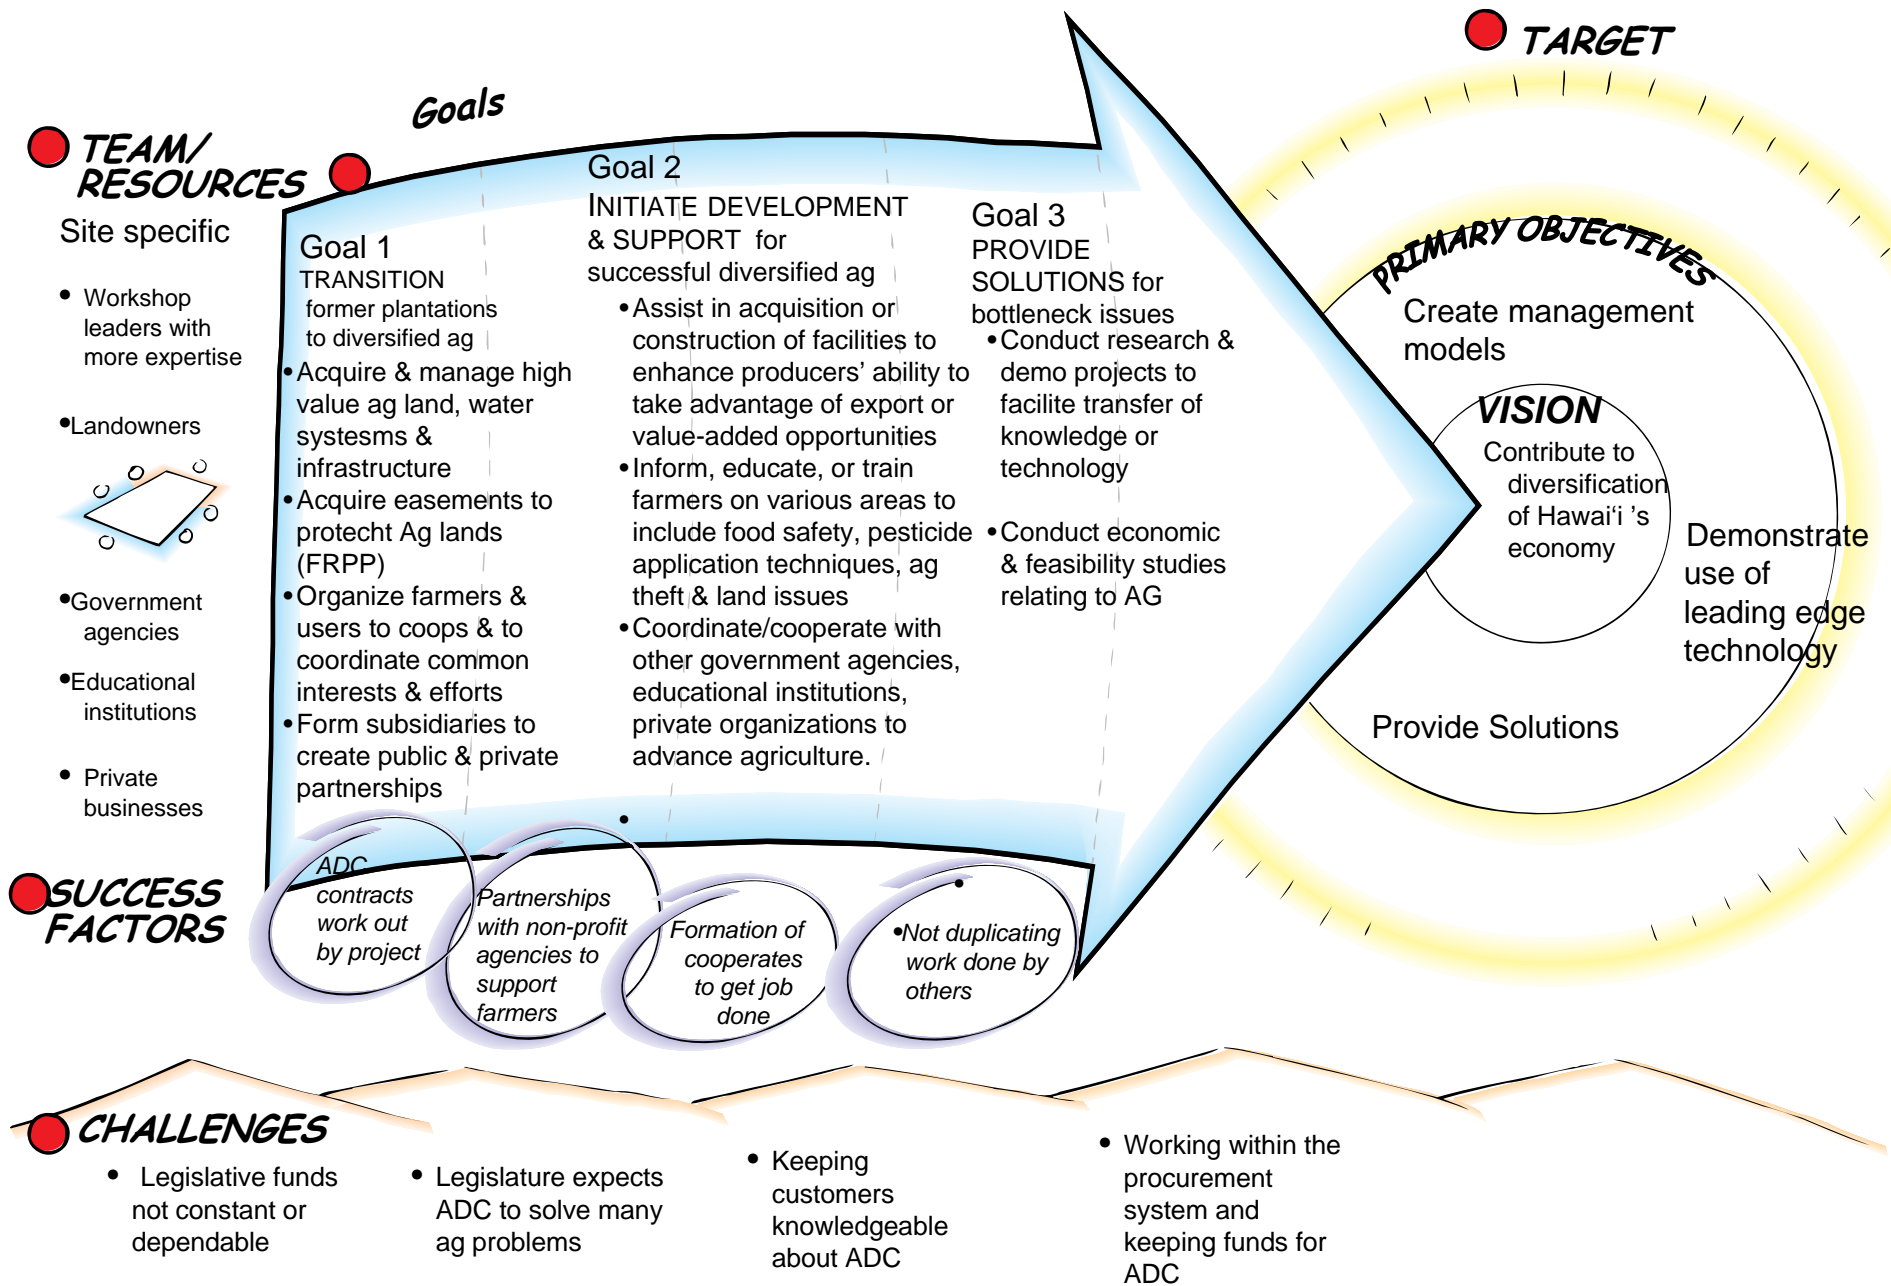 TARGET
Goals
TEAM/
RESOURCES
Site specific
• Workshop
leaders with
more expertise
•Landowners
•Government
agencies
•Educational
institutions
• Private
businesses
Goal 1
TRANSITION
former plantations
to diversified ag
•Acquire & manage high
value ag land, water
systesms &
infrastructure
•Acquire easements to
protecht Ag lands
(FRPP)
•Organize farmers &
users to coops & to
coordinate common
interests & efforts
•Form subsidiaries to
create public & private
partnerships
Goal 2
INITIATE DEVELOPMENT
& SUPPORT for
successful diversified ag
•Assist in acquisition or
construction of facilities to
enhance producers’ ability to
take advantage of export or
value-added opportunities
•Inform, educate, or train
farmers on various areas to
include food safety, pesticide
application techniques, ag
theft & land issues
•Coordinate/cooperate with
other government agencies,
educational institutions,
private organizations to
advance agriculture.
•
Goal 3
PROVIDE
SOLUTIONS for
bottleneck issues
•Conduct research &
demo projects to
facilite transfer of
knowledge or
technology
•Conduct economic
& feasibility studies
relating to AG
PRIMARY OBJECTIVES
Create management
models
VISION
Contribute to
diversification
of Hawai‘i ’s
economy
Demonstrate
use of
leading edge
technology
Provide Solutions
SUCCESS
FACTORS
ADC
contracts
work out
by project
Partnerships
with non-profit
agencies to
support
farmers
Formation of
cooperates
to get job
done
•
•Not duplicating
work done by
others
CHALLENGES
• Legislative funds
not constant or
dependable
• Legislature expects
ADC to solve many
ag problems
• Keeping
customers
knowledgeable
about ADC
• Working within the
procurement
system and
keeping funds for
ADC